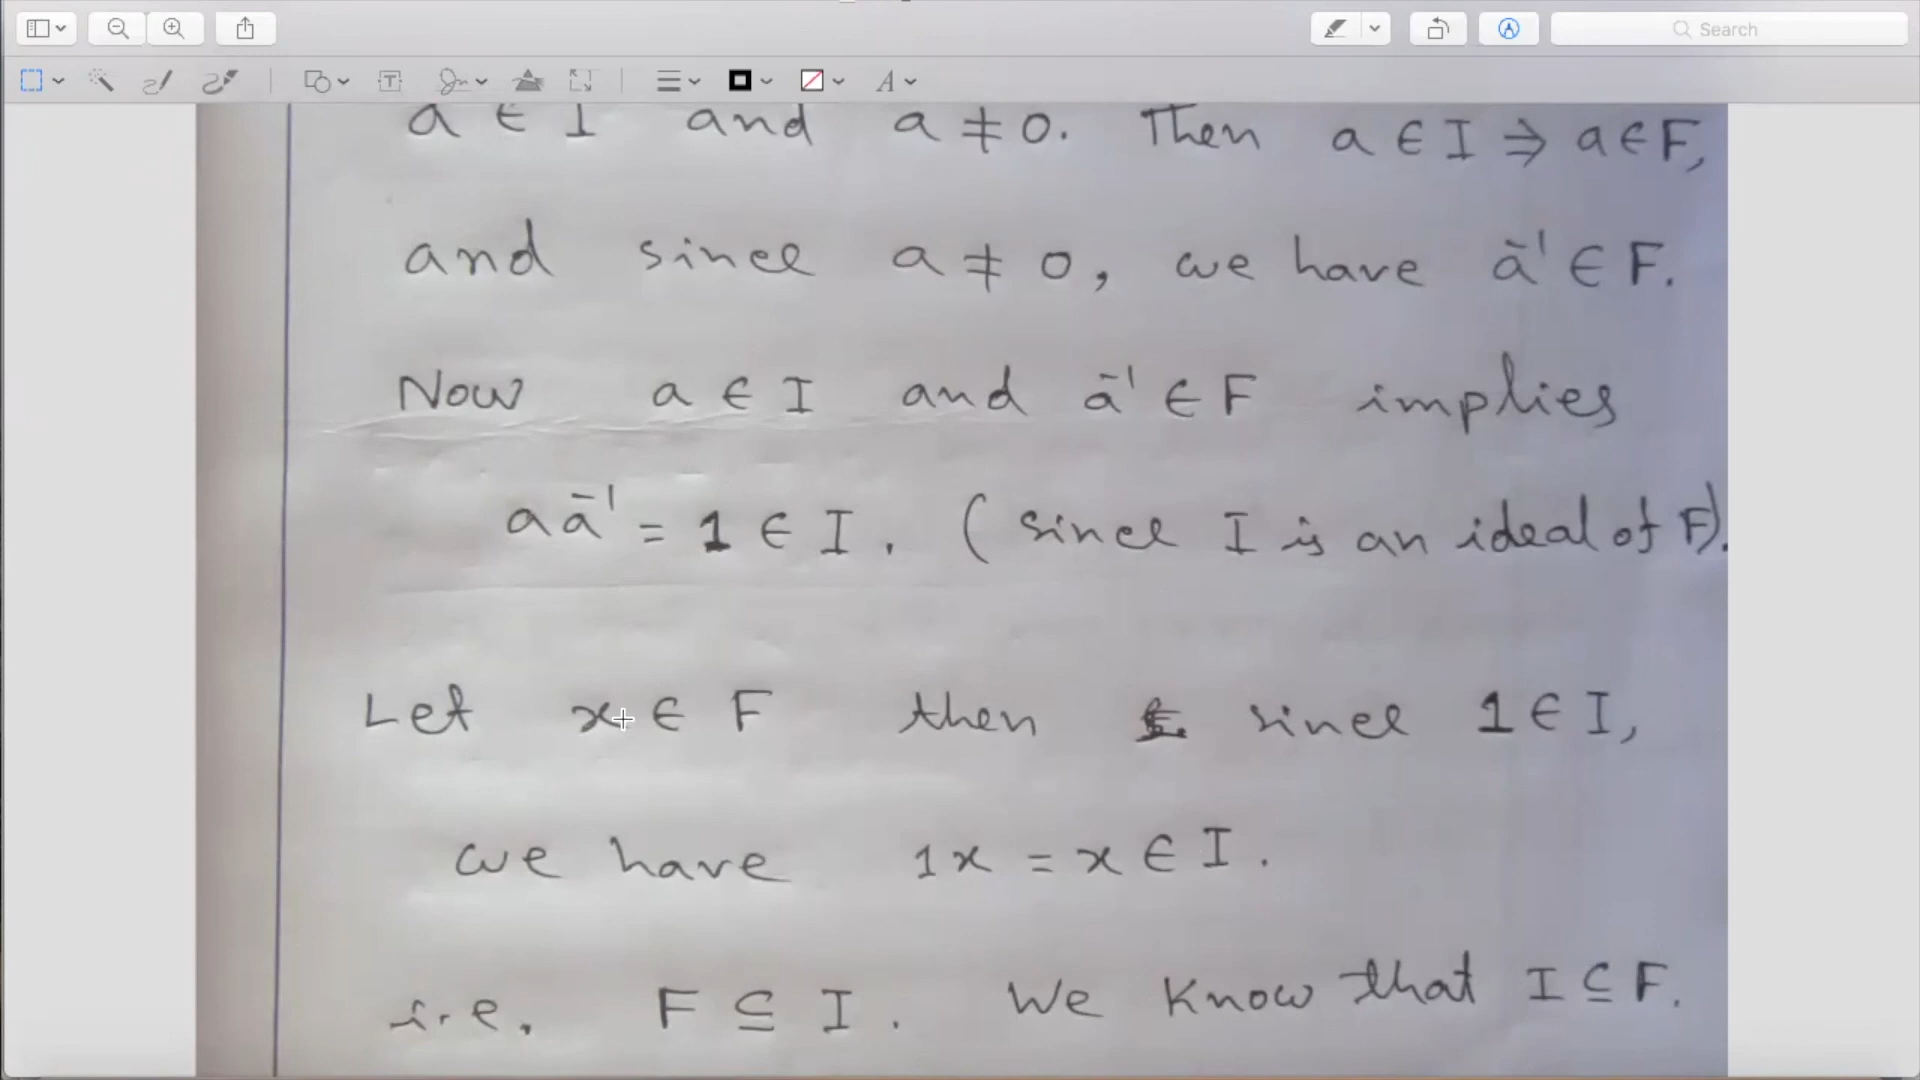 Search
a ∈ I and a ≠ 0. Then a ∈ I ⇒ a ∈ F,
and since a ≠ 0, we have a⁻¹ ∈ F.
Now a ∈ I and a⁻¹ ∈ F implies
a a⁻¹ = 1 ∈ I. (since I is an ideal of F).
Let x ∈ F then since 1 ∈ I,
we have 1x = x ∈ I.
i.e. F ⊆ I. We know that I ⊆ F.